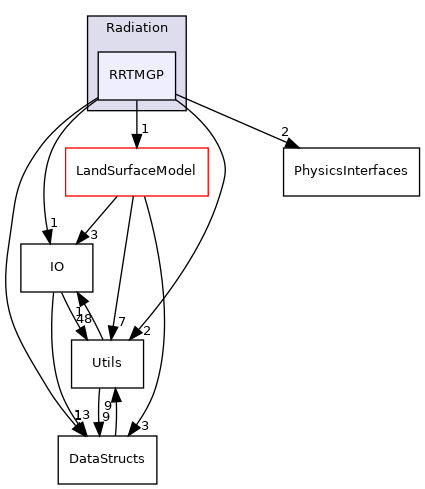 Radiation
RRTMGP
1
2
LandSurfaceModel
PhysicsInterfaces
1
3
IO
1
48
7
2
Utils
9
9
1
13
3
DataStructs